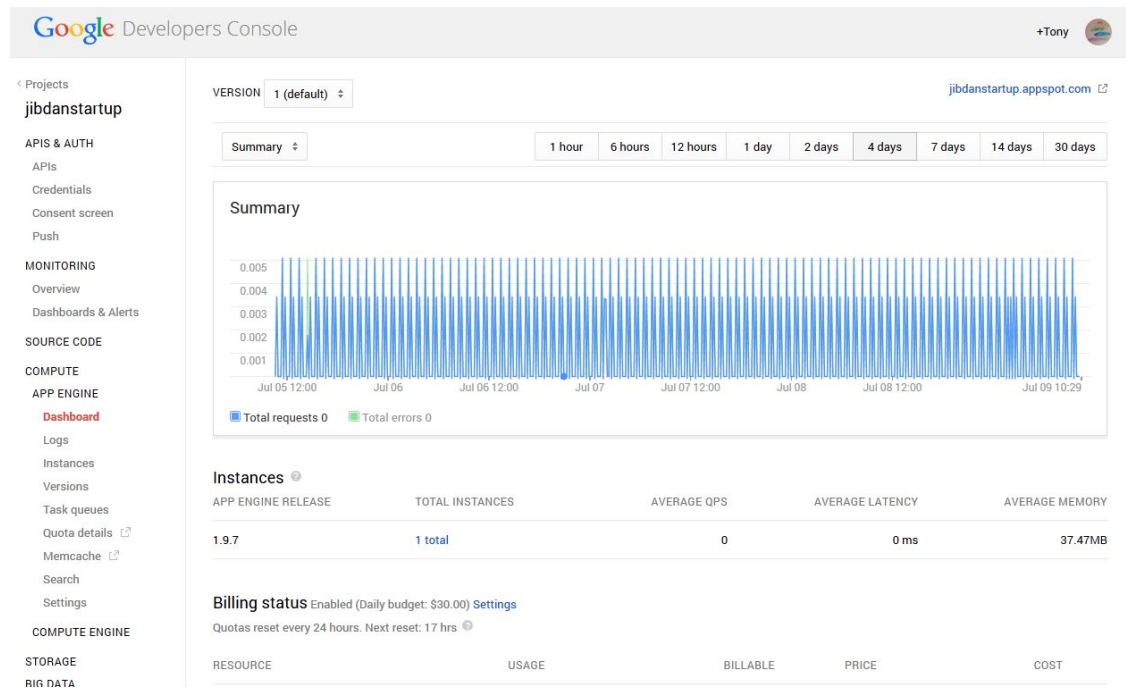 Google Developers Console
+Tony
Projects
jibdanstartup
APIS & AUTH
APIs
Credentials
Consent screen
Push
MONITORING
Overview
Dashboards & Alerts
SOURCE CODE
COMPUTE
APP ENGINE
Dashboard
Logs
Instances
Versions
Task queues
Quota details
Memcache
Search
Settings
COMPUTE ENGINE
STORAGE
BIG DATA
VERSION 1 (default)
jibdanstartup.appspot.com
Summary 1 hour 6 hours 12 hours 1 day 2 days 4 days 7 days 14 days 30 days
Summary
0.005
0.004
0.003
0.002
0.001
Jul 05 12:00 Jul 06 Jul 06 12:00 Jul 07 Jul 07 12:00 Jul 08 Jul 08 12:00 Jul 09 10:29
Total requests 0 Total errors 0
Instances ?
APP ENGINE RELEASE TOTAL INSTANCES AVERAGE QPS AVERAGE LATENCY AVERAGE MEMORY
1.9.7 1 total 0 0 ms 37.47MB
Billing status Enabled (Daily budget: $30.00) Settings
Quotas reset every 24 hours. Next reset: 17 hrs ?
RESOURCE USAGE BILLABLE PRICE COST